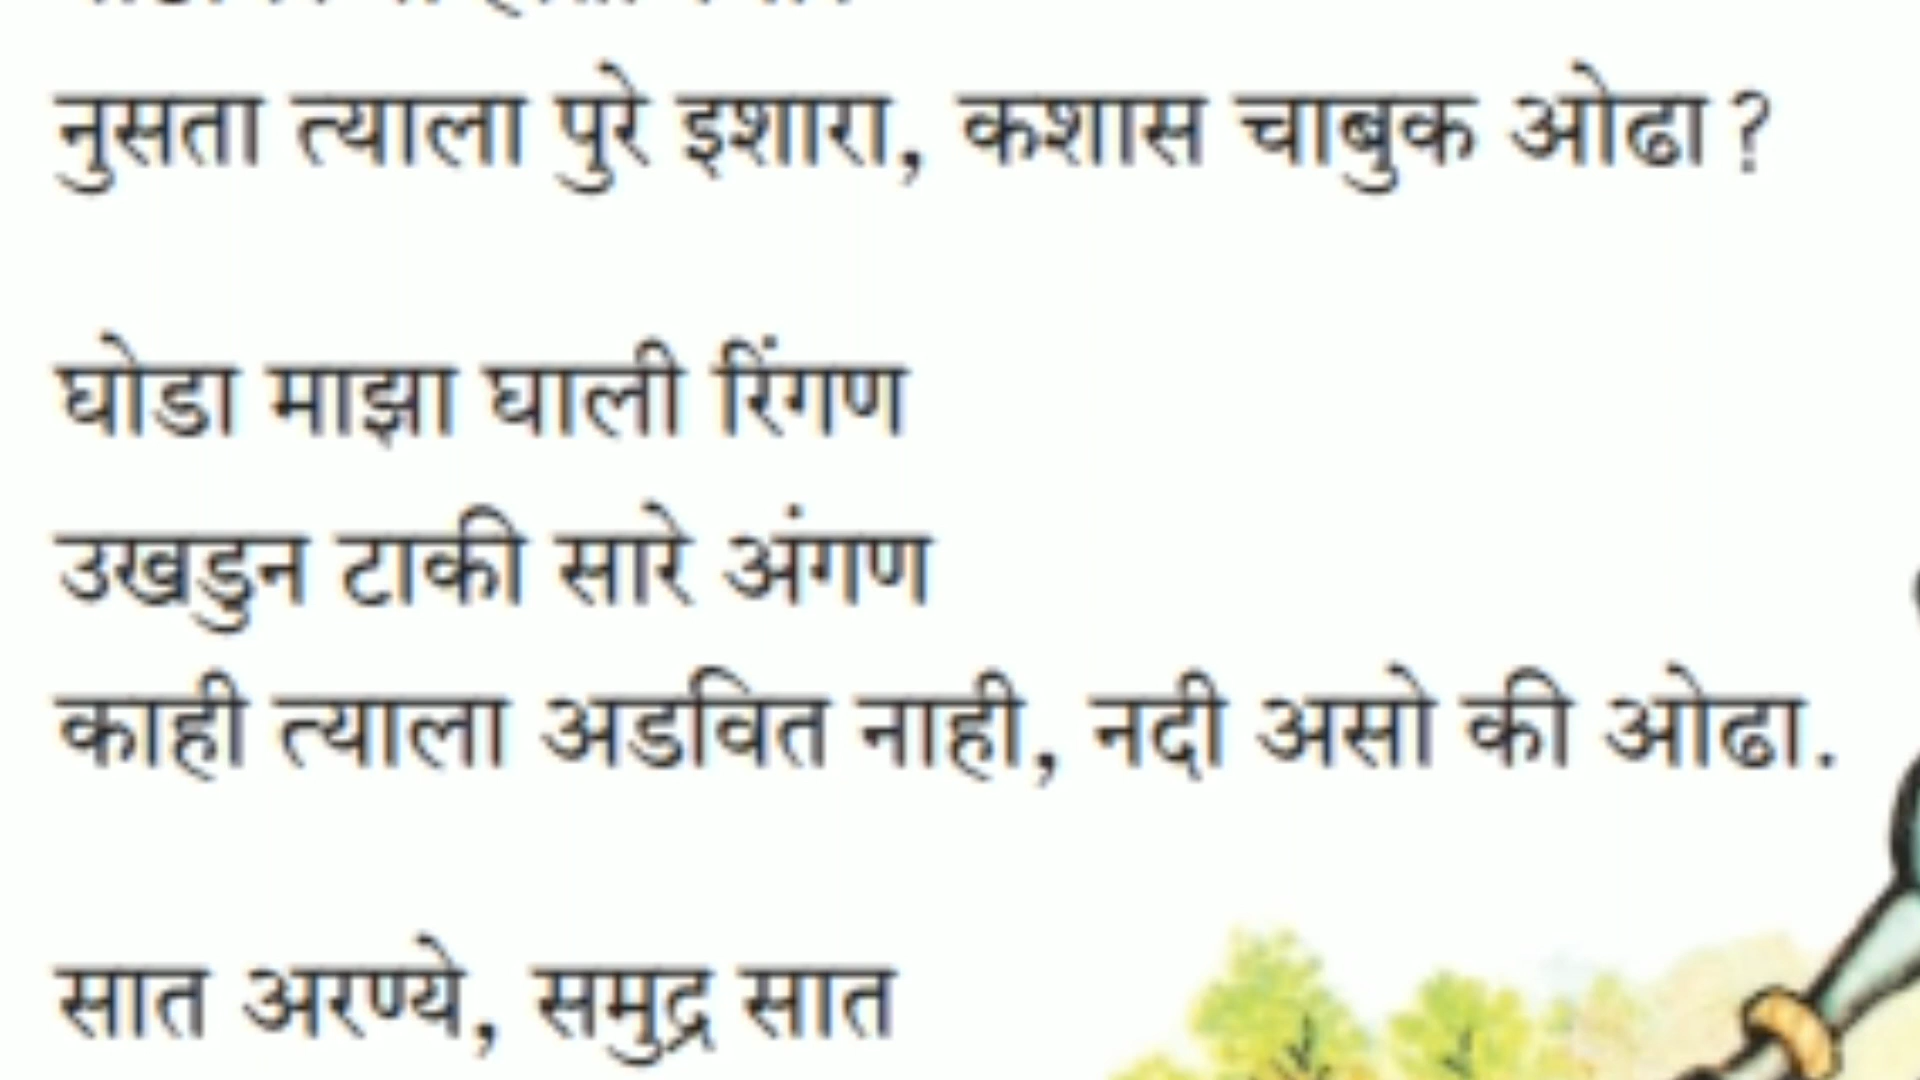 नुसता त्याला पुरे इशारा, कशास चाबुक ओढा?
घोडा माझा घाली रिंगण
उखडुन टाकी सारे अंगण
काही त्याला अडवित नाही, नदी असो की ओढा.
सात अरण्ये, समुद्र सात